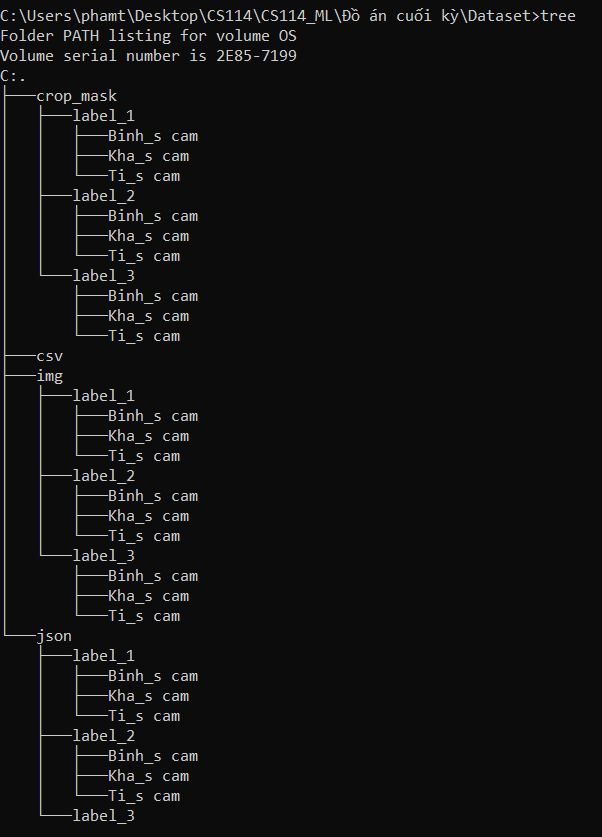 C:\Users\phamt\Desktop\CS114\CS114_ML\Đồ án cuối kỳ\Dataset>tree
Folder PATH listing for volume OS
Volume serial number is 2E85-7199
C:.
├───crop_mask
│   ├───label_1
│   │   ├───Binh_s cam
│   │   ├───Kha_s cam
│   │   └───Ti_s cam
│   ├───label_2
│   │   ├───Binh_s cam
│   │   ├───Kha_s cam
│   │   └───Ti_s cam
│   └───label_3
│       ├───Binh_s cam
│       ├───Kha_s cam
│       └───Ti_s cam
├───csv
├───img
│   ├───label_1
│   │   ├───Binh_s cam
│   │   ├───Kha_s cam
│   │   └───Ti_s cam
│   ├───label_2
│   │   ├───Binh_s cam
│   │   ├───Kha_s cam
│   │   └───Ti_s cam
│   └───label_3
│       ├───Binh_s cam
│       ├───Kha_s cam
│       └───Ti_s cam
└───json
    ├───label_1
    │   ├───Binh_s cam
    │   ├───Kha_s cam
    │   └───Ti_s cam
    ├───label_2
    │   ├───Binh_s cam
    │   ├───Kha_s cam
    │   └───Ti_s cam
    └───label_3